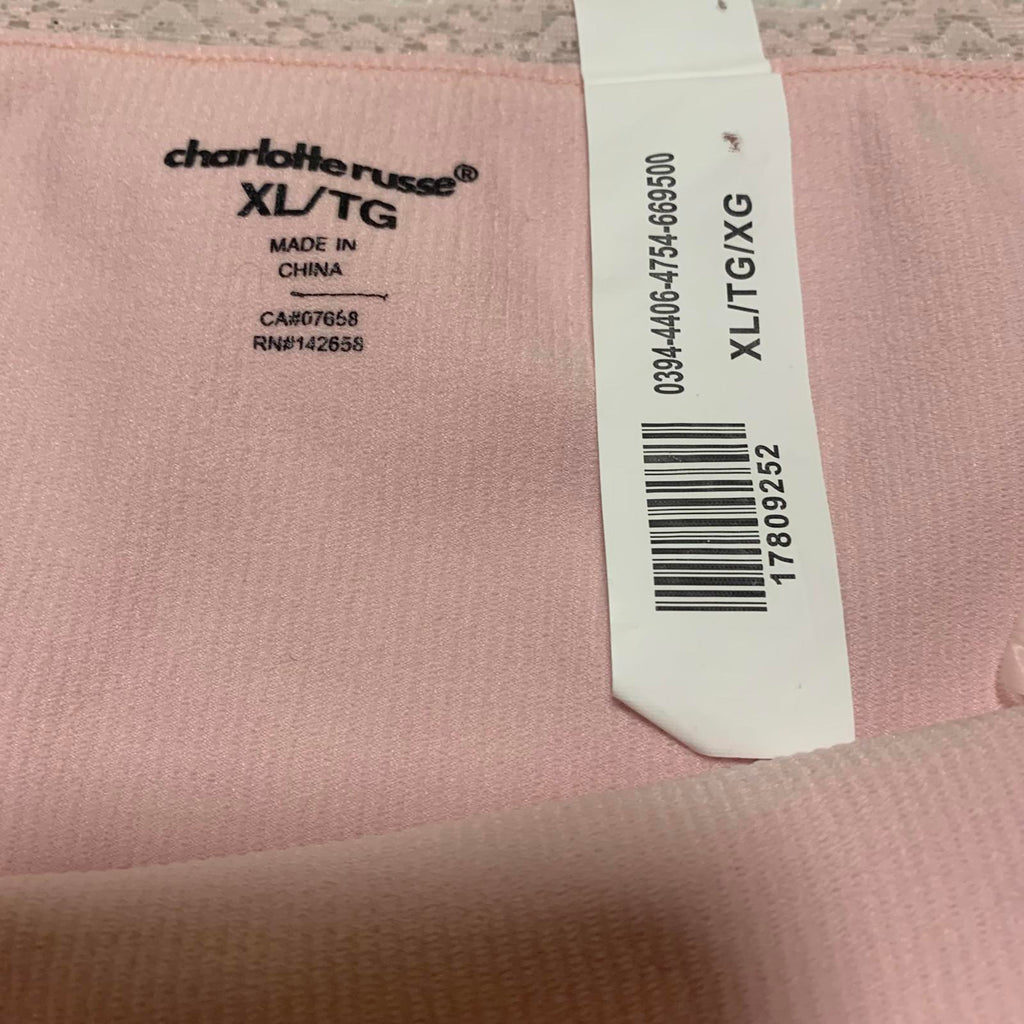 charlotte russe®
XL/TG
MADE IN
CHINA
CA#07658
RN#142658
0394-4406-4754-669500
XL/TG/XG
17809252